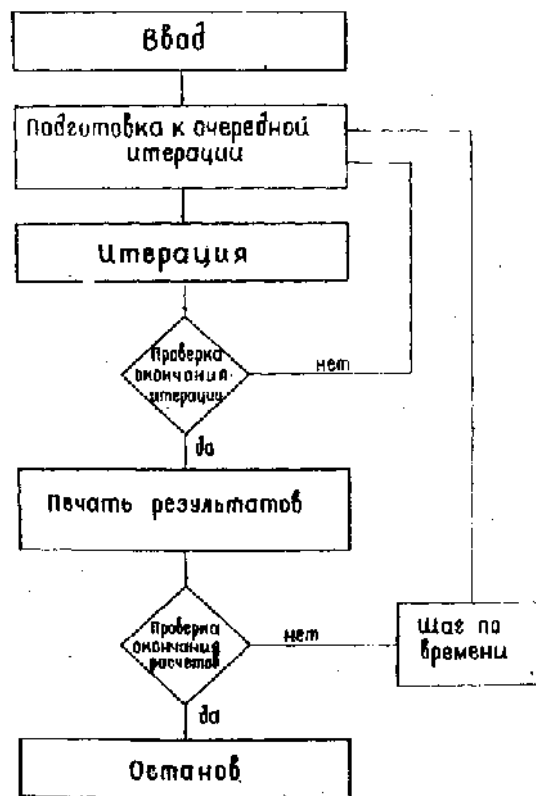 Ввод
Подготовка к очередной
итерации
Итерация
Проверка
окончания
итерации
нет
да
Печать результатов
Проверка
окончания
расчетов
нет
Шаг по
времени
да
Останов